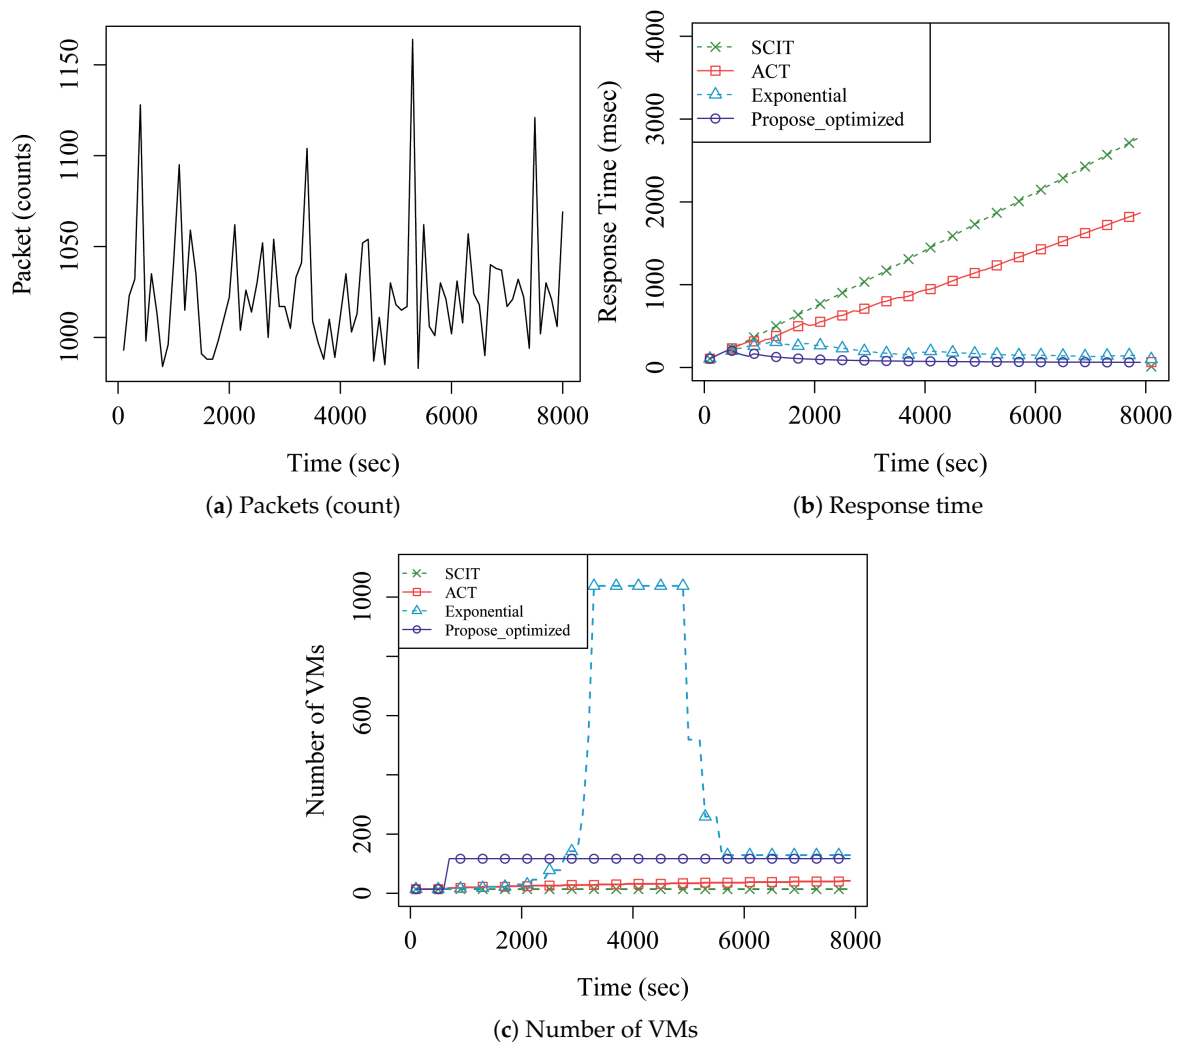 Packet (counts)
1150
1100
1050
1000
0 2000 4000 6000 8000
Time (sec)
(a) Packets (count)
Response Time (msec)
4000
3000
2000
1000
0
SCIT
ACT
Exponential
Propose_optimized
0 2000 4000 6000 8000
Time (sec)
(b) Response time
Number of VMs
1000
600
200
0
SCIT
ACT
Exponential
Propose_optimized
0 2000 4000 6000 8000
Time (sec)
(c) Number of VMs